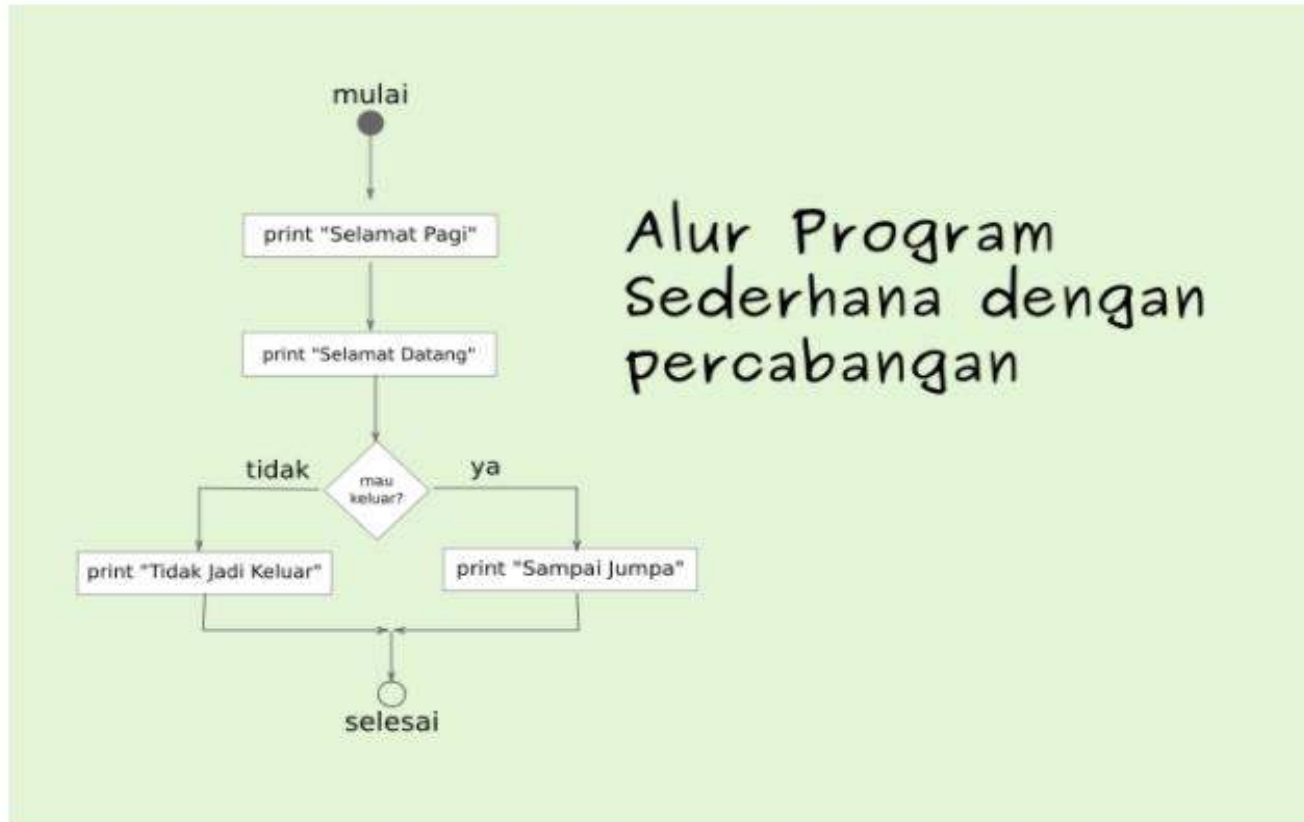 mulai
print "Selamat Pagi"
Alur Program
Sederhana dengan
percabangan
print "Selamat Datang"
tidak
mau
keluar?
ya
print "Tidak Jadi Keluar"
print "Sampai Jumpa"
selesai